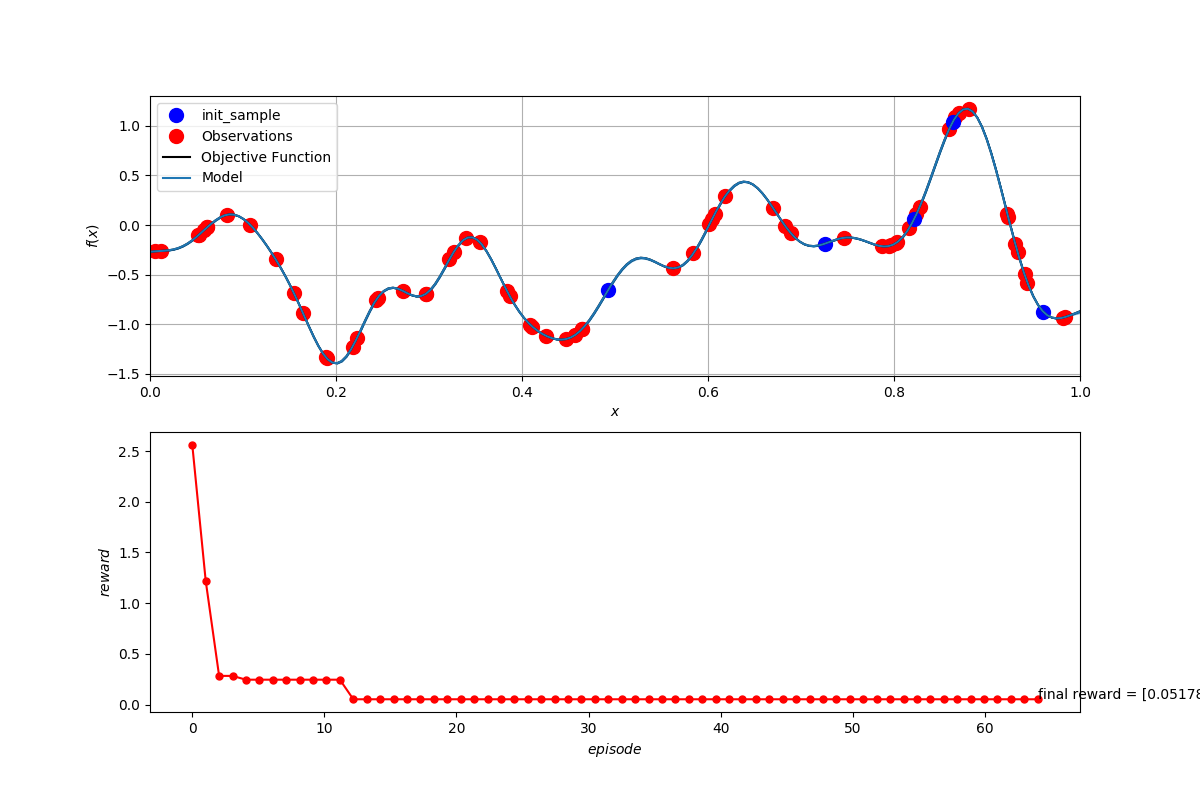 init_sample
Observations
Objective Function
Model
1.0
0.5
0.0
−0.5
−1.0
−1.5
f(x)
0.0 0.2 0.4 0.6 0.8 1.0
x
2.5
2.0
1.5
1.0
0.5
0.0
reward
final reward = [0.05178
0 10 20 30 40 50 60
episode